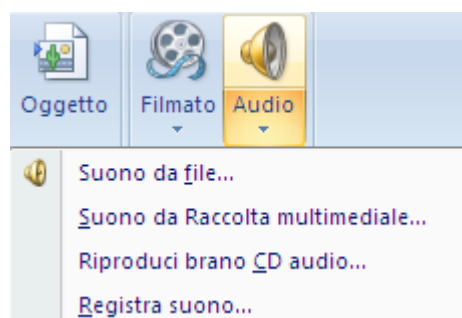 Oggetto Filmato Audio
Suono da file...
Suono da Raccolta multimediale...
Riproduci brano CD audio...
Registra suono...